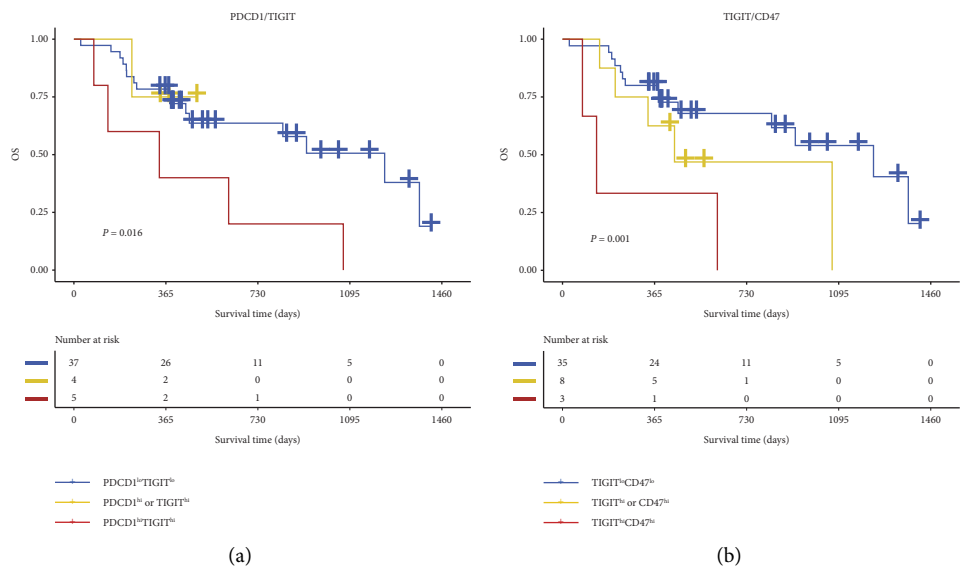 PDCD1/TIGIT
1.00
0.75
0.50
0.25
0.00
OS
P = 0.016
0 365 730 1095 1460
Survival time (days)
Number at risk
37 26 11 5 0
4 2 0 0 0
5 2 1 0 0
0 365 730 1095 1460
Survival time (days)
PDCD1loTIGITlo
PDCD1hi or TIGIThi
PDCD1hiTIGIThi
(a)
TIGIT/CD47
1.00
0.75
0.50
0.25
0.00
OS
P = 0.001
0 365 730 1095 1460
Survival time (days)
Number at risk
35 24 11 5 0
8 5 1 0 0
3 1 0 0 0
0 365 730 1095 1460
Survival time (days)
TIGITloCD47lo
TIGIThi or CD47hi
TIGIThiCD47hi
(b)